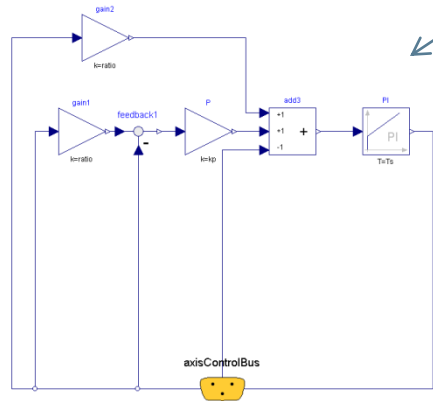 gain2
k=ratio
gain1
feedback1
P
add3
PI
+1
+1
+
-1
-
PI
k=ratio
k=kp
T=Ts
axisControlBus